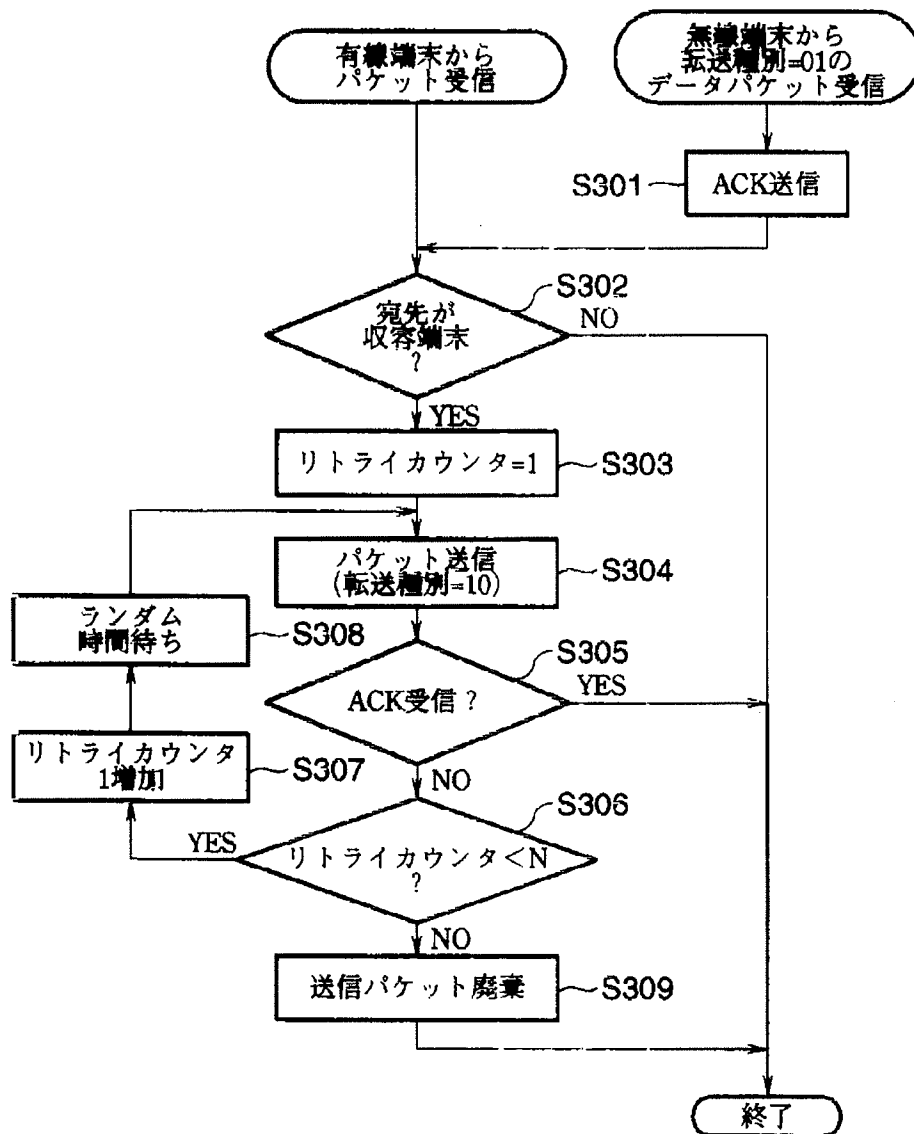 有線端末から
パケット受信
無線端末から
転送種別=01の
データパケット受信
S301
ACK送信
S302
宛先が
収容端末
?
NO
YES
リトライカウンタ=1
S303
パケット送信
(転送種別=10)
S304
ランダム
時間待ち
S308
S305
ACK受信?
YES
リトライカウンタ
1増加
S307
NO
S306
YES
リトライカウンタ<N
?
NO
送信パケット廃棄
S309
終了